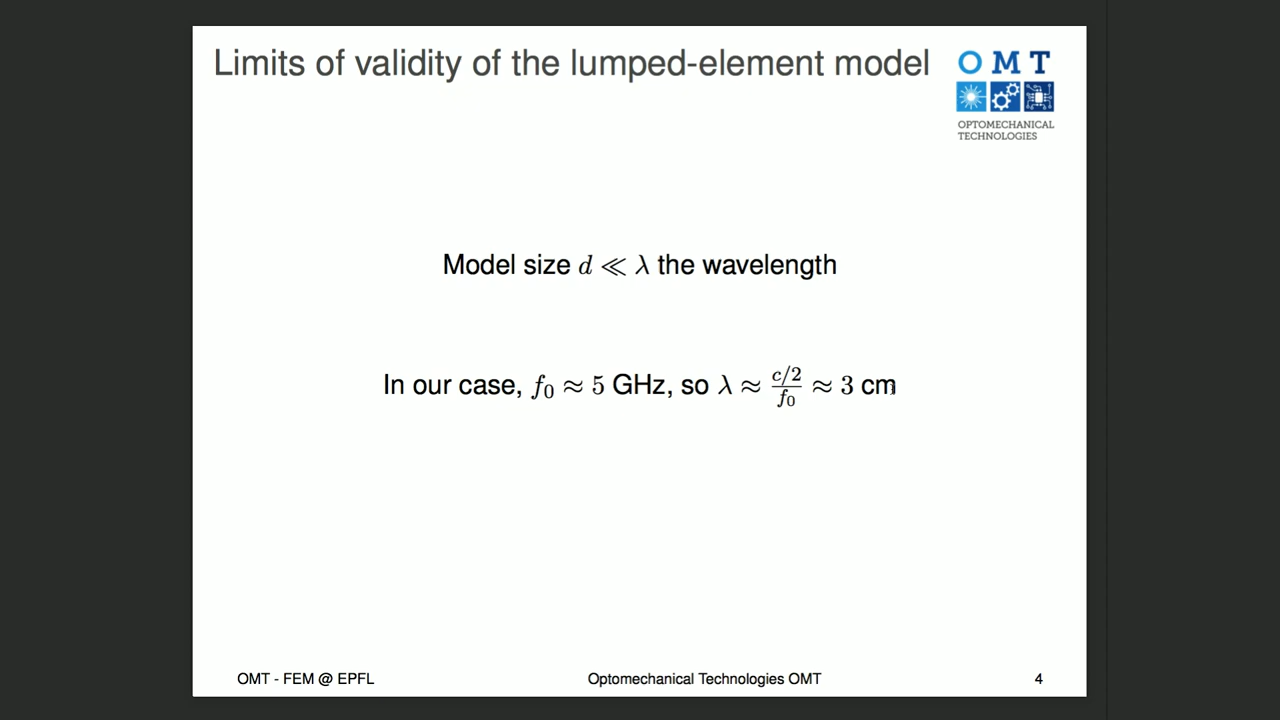 Limits of validity of the lumped-element model
O M T
OPTOMECHANICAL
TECHNOLOGIES
Model size d ≪ λ the wavelength
In our case, f₀ ≈ 5 GHz, so λ ≈ \frac{c/2}{f₀} ≈ 3 cm
OMT - FEM @ EPFL
Optomechanical Technologies OMT
4